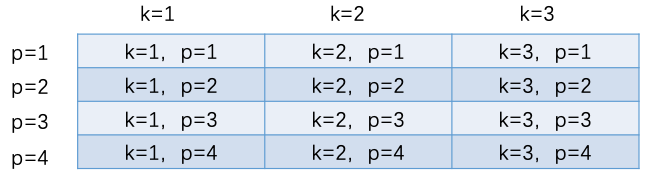 k=1 k=2 k=3
p=1 k=1, p=1 k=2, p=1 k=3, p=1
p=2 k=1, p=2 k=2, p=2 k=3, p=2
p=3 k=1, p=3 k=2, p=3 k=3, p=3
p=4 k=1, p=4 k=2, p=4 k=3, p=4